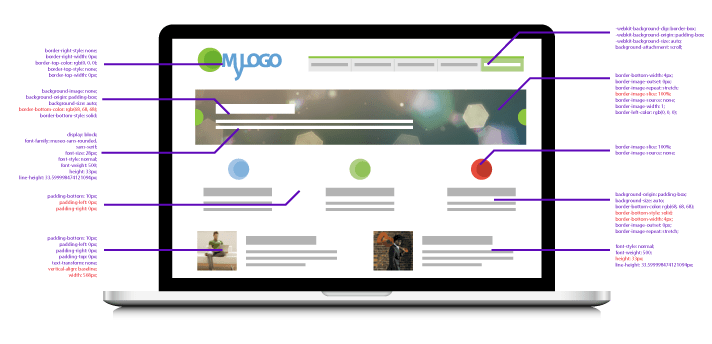 border-right-style: none;
border-right-width: 0px;
border-top-color: rgb(0, 0, 0);
border-top-style: none;
border-top-width: 0px;
background-image: none;
background-origin: padding-box;
background-size: auto;
border-bottom-color: rgb(68, 68, 68);
border-bottom-style: solid;
display: block;
font-family: museo-sans-rounded,
sans-serif;
font-size: 28px;
font-style: normal;
font-weight: 500;
height: 33px;
line-height: 33.599998474121094px;
padding-bottom: 10px;
padding-left: 0px;
padding-right: 0px;
padding-bottom: 10px;
padding-left: 0px;
padding-right: 0px;
padding-top: 0px;
text-transform: none;
vertical-align: baseline;
width: 568px;
MYLOGO
-webkit-background-clip: border-box;
-webkit-background-origin: padding-box;
-webkit-background-size: auto;
background-attachment: scroll;
border-bottom-width: 4px;
border-image-outset: 0px;
border-image-repeat: stretch;
border-image-slice: 100%;
border-image-source: none;
border-image-width: 1;
border-left-color: rgb(0, 0, 0);
border-image-slice: 100%;
border-image-source: none;
background-origin: padding-box;
background-size: auto;
border-bottom-color: rgb(68, 68, 68);
border-bottom-style: solid;
border-bottom-width: 4px;
border-image-outset: 0px;
border-image-repeat: stretch;
font-style: normal;
font-weight: 500;
height: 33px;
line-height: 33.599998474121094px;